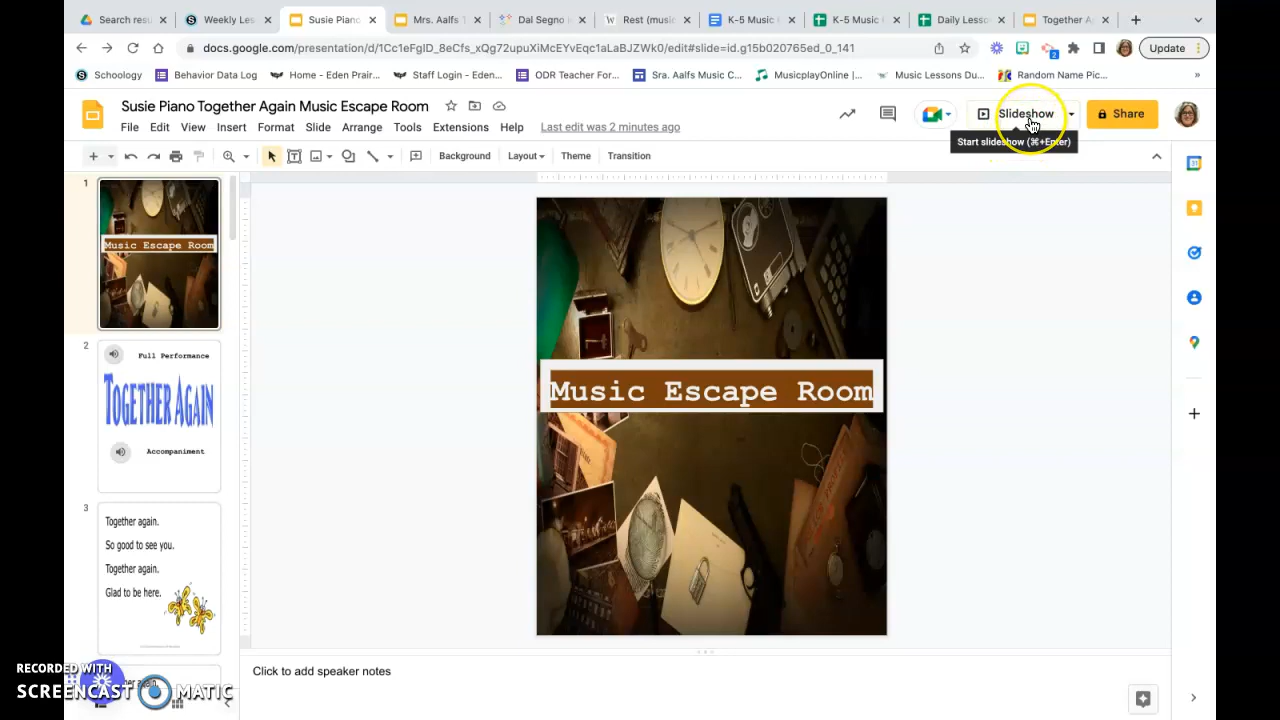 Search resu
Weekly Les
Susie Piano
Mrs. Aalfs T
Dal Segno i
Rest (music
K-5 Music
K-5 Music
Daily Lesso
Together A
docs.google.com/presentation/d/1Cc1eFgID_8eCfs_xQg72upuXiMcEYvEqc1aLaBJZWk0/edit#slide=id.g15b020765ed_0_141
2
Update
Schoology
Behavior Data Log
Home - Eden Prair...
Staff Login - Eden...
ODR Teacher For...
Sra. Aalfs Music C...
MusicplayOnline |...
Music Lessons Du...
Random Name Pic...
»
Susie Piano Together Again Music Escape Room
Slideshow
Share
File Edit View Insert Format Slide Arrange Tools Extensions Help
Last edit was 2 minutes ago
Start slideshow (⌘+Enter)
Background
Layout
Theme
Transition
1
Music Escape Room
2
Full Performance
TOGETHER AGAIN
Accompaniment
3
Together again.
So good to see you.
Together again.
Glad to be here.
Music Escape Room
Click to add speaker notes
RECORDED WITH
SCREENCAST MATIC